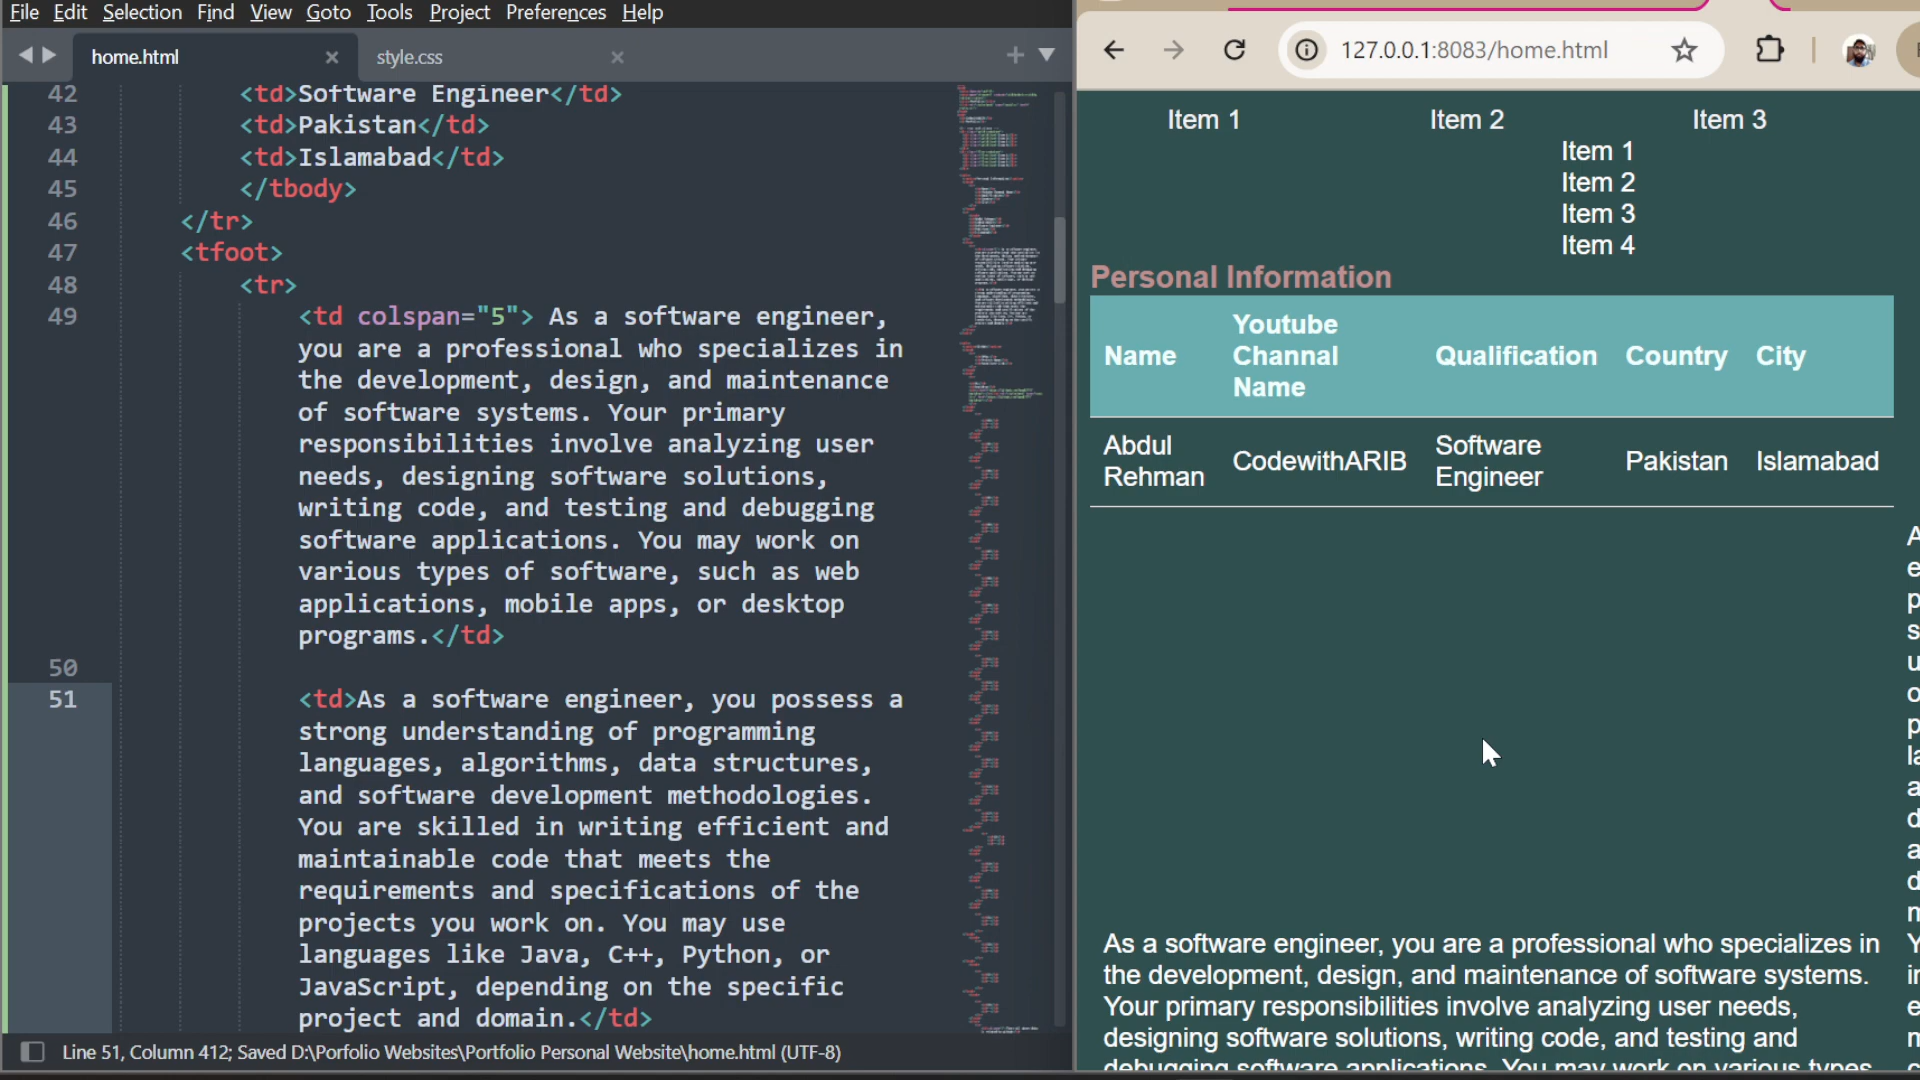 File Edit Selection Find View Goto Tools Project Preferences Help
home.html
style.css
42 <td>Software Engineer</td>
43 <td>Pakistan</td>
44 <td>Islamabad</td>
45 </tbody>
46 </tr>
47 <tfoot>
48 <tr>
49 <td colspan="5"> As a software engineer,
you are a professional who specializes in
the development, design, and maintenance
of software systems. Your primary
responsibilities involve analyzing user
needs, designing software solutions,
writing code, and testing and debugging
software applications. You may work on
various types of software, such as web
applications, mobile apps, or desktop
programs.</td>
50
51 <td>As a software engineer, you possess a
strong understanding of programming
languages, algorithms, data structures,
and software development methodologies.
You are skilled in writing efficient and
maintainable code that meets the
requirements and specifications of the
projects you work on. You may use
languages like Java, C++, Python, or
JavaScript, depending on the specific
project and domain.</td>
Line 51, Column 412; Saved D:\Porfolio Websites\Portfolio Personal Website\home.html (UTF-8)
127.0.0.1:8083/home.html
Item 1 Item 2 Item 3
Item 1
Item 2
Item 3
Item 4
Personal Information
Name
Youtube
Channal
Name
Qualification
Country
City
Abdul
Rehman
CodewithARIB
Software
Engineer
Pakistan
Islamabad
As a software engineer, you are a professional who specializes in
the development, design, and maintenance of software systems.
Your primary responsibilities involve analyzing user needs,
designing software solutions, writing code, and testing and
debugging software applications. You may work on various types